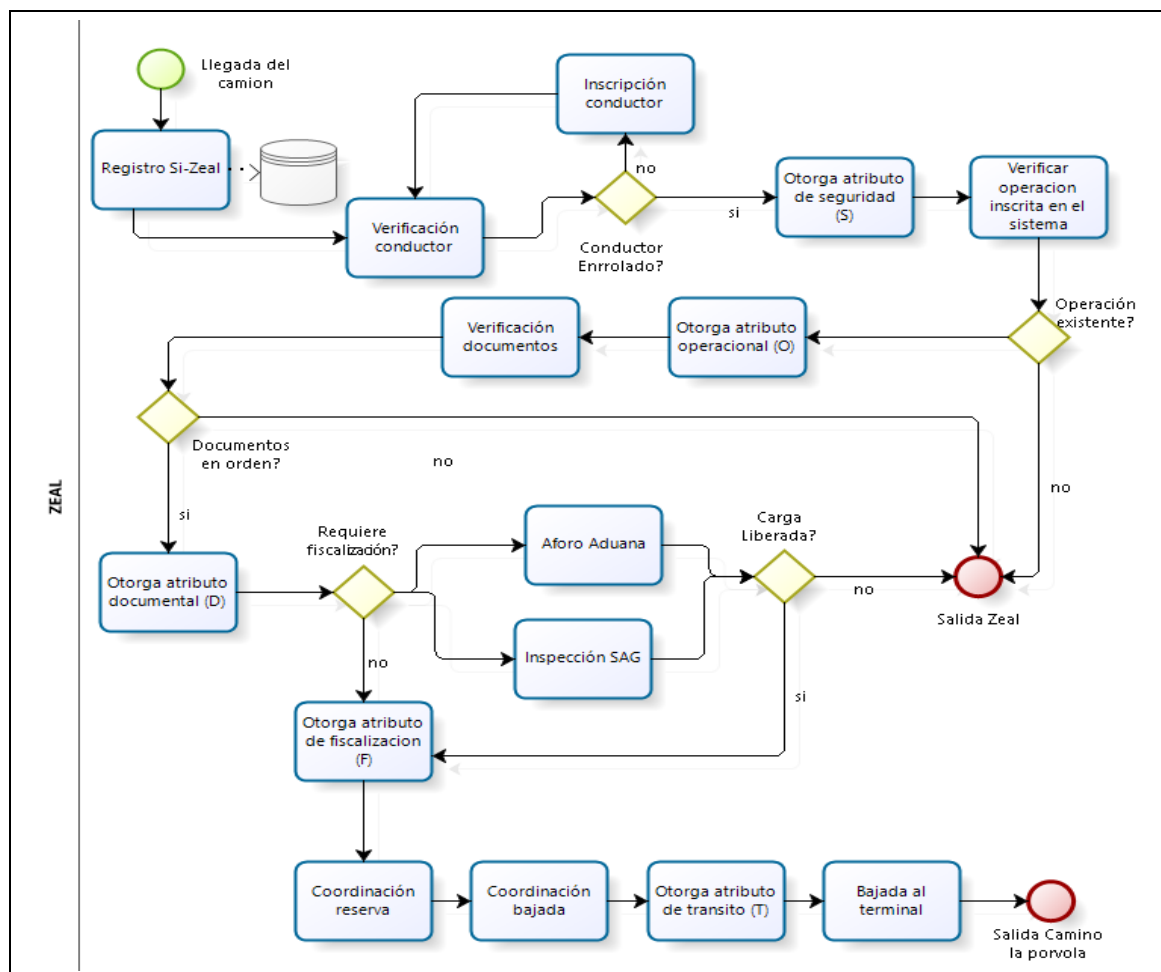 ZEAL
Llegada del
camion
Registro Si-Zeal
Inscripción
conductor
Verificación
conductor
no
Conductor
Enrrolado?
si
Otorga atributo
de seguridad
(S)
Verificar
operacion
inscrita en el
sistema
Operación
existente?
Otorga atributo
operacional (O)
Verificación
documentos
Documentos
en orden?
no
no
si
Otorga atributo
documental (D)
Requiere
fiscalización?
Aforo Aduana
Inspección SAG
Carga
Liberada?
no
Salida Zeal
no
si
Otorga atributo
de fiscalizacion
(F)
Coordinación
reserva
Coordinación
bajada
Otorga atributo
de transito (T)
Bajada al
terminal
Salida Camino
la porvola